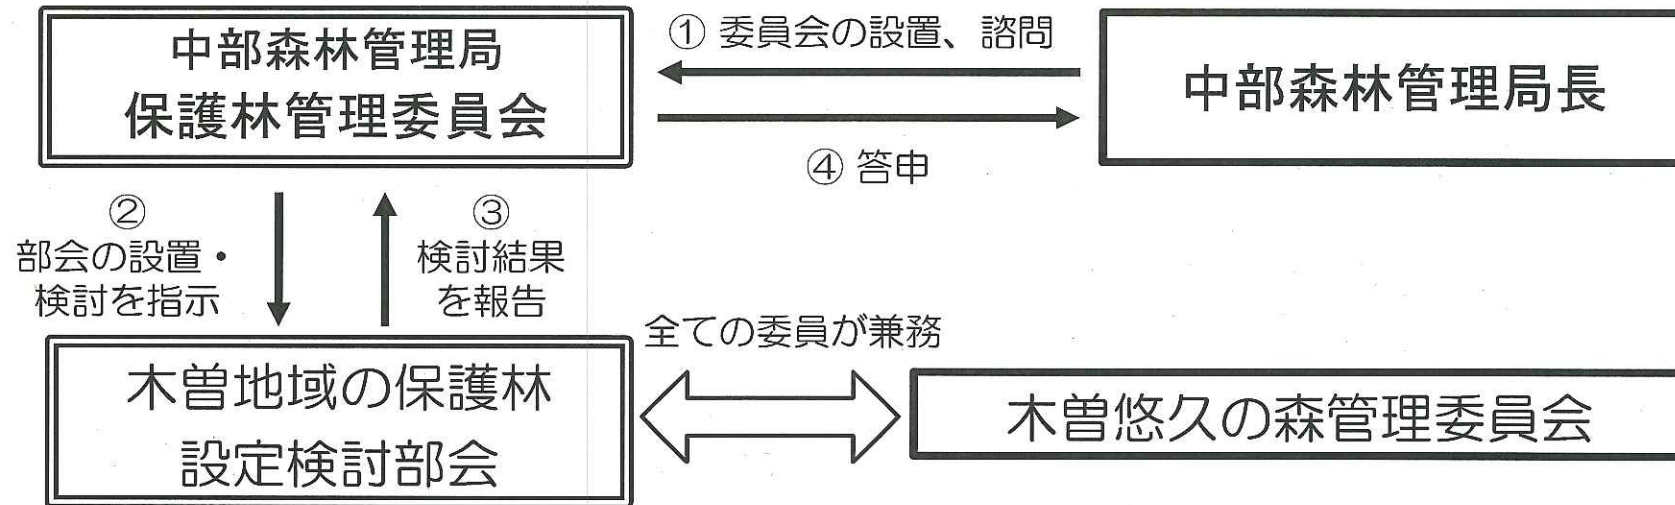 中部森林管理局
保護林管理委員会
① 委員会の設置、諮問
中部森林管理局長
④ 答申
②
部会の設置・
検討を指示
③
検討結果
を報告
全ての委員が兼務
木曽地域の保護林
設定検討部会
木曽悠久の森管理委員会